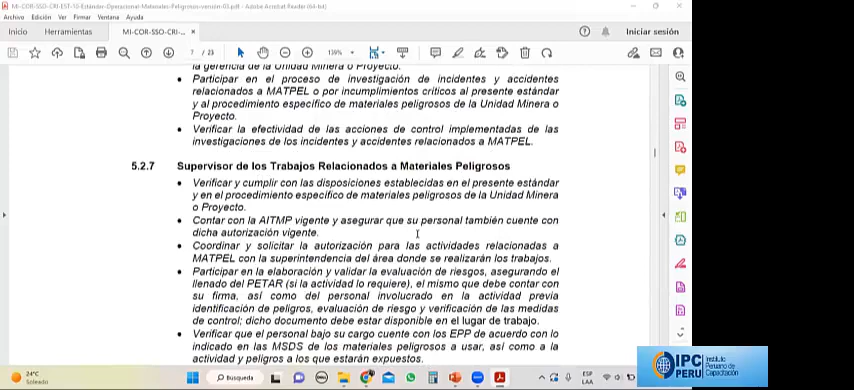 MI-COR-SSO-CRI-EST-10-Estándar-Operacional-Materiales-Peligrosos-versión-03.pdf - Adobe Acrobat Reader (64-bit)
Archivo Edición Ver Firmar Ventana Ayuda
Inicio Herramientas MI-COR-SSO-CRI-... × Iniciar sesión
7 / 23 139%
la gerencia de la Unidad Minera o Proyecto.
• Participar en el proceso de investigación de incidentes y accidentes
relacionados a MATPEL o por incumplimientos críticos al presente estándar
y al procedimiento específico de materiales peligrosos de la Unidad Minera o
Proyecto.
• Verificar la efectividad de las acciones de control implementadas de las
investigaciones de los incidentes y accidentes relacionados a MATPEL.
5.2.7 Supervisor de los Trabajos Relacionados a Materiales Peligrosos
• Verificar y cumplir con las disposiciones establecidas en el presente estándar
y en el procedimiento específico de materiales peligrosos de la Unidad Minera
o Proyecto.
• Contar con la AITMP vigente y asegurar que su personal también cuente con
dicha autorización vigente.
• Coordinar y solicitar la autorización para las actividades relacionadas a
MATPEL con la superintendencia del área donde se realizarán los trabajos.
• Participar en la elaboración y validar la evaluación de riesgos, asegurando el
llenado del PETAR (si la actividad lo requiere), el mismo que debe contar con
su firma, así como del personal involucrado en la actividad previa
identificación de peligros, evaluación de riesgo y verificación de las medidas
de control; dicho documento debe estar disponible en el lugar de trabajo.
• Verificar que el personal bajo su cargo cuente con los EPP de acuerdo con lo
indicado en las MSDS de los materiales peligrosos a usar, así como a la
actividad y peligros a los que estarán expuestos.
24°C
Soleado
Búsqueda
ESP
LAA
IPC
PERU
Instituto
Peruano de
Capacitación